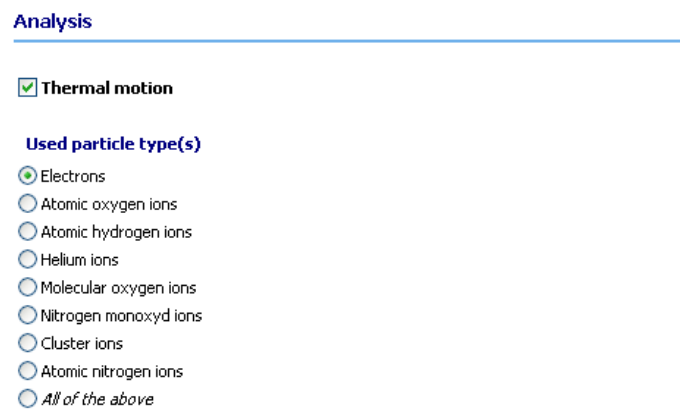 Analysis
Thermal motion
Used particle type(s)
Electrons
Atomic oxygen ions
Atomic hydrogen ions
Helium ions
Molecular oxygen ions
Nitrogen monoxyd ions
Cluster ions
Atomic nitrogen ions
All of the above